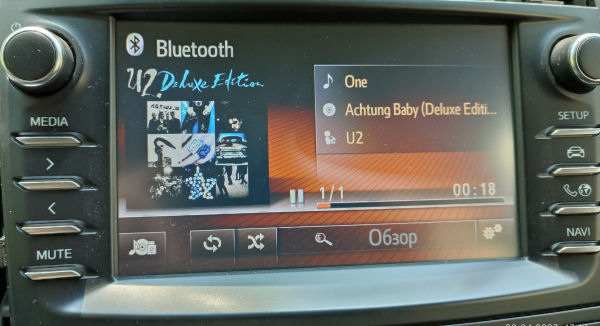 Bluetooth
U2 Deluxe Edition
One
Achtung Baby (Deluxe Editi...
U2
1/1
00:18
Обзор
MEDIA
MUTE
SETUP
NAVI